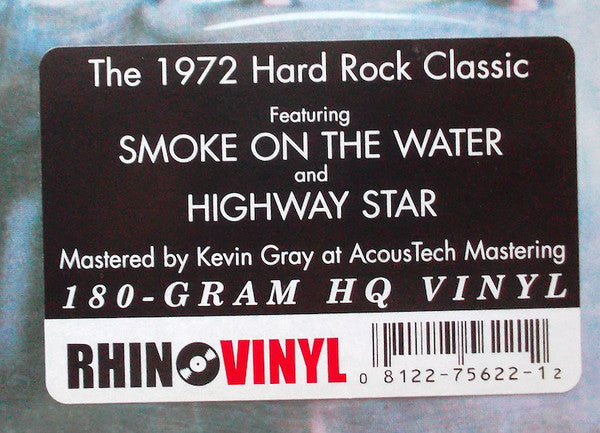 The 1972 Hard Rock Classic
Featuring
SMOKE ON THE WATER
and
HIGHWAY STAR
Mastered by Kevin Gray at AcousTech Mastering
180-GRAM HQ VINYL
RHINO VINYL
0 8122-75622-1 2